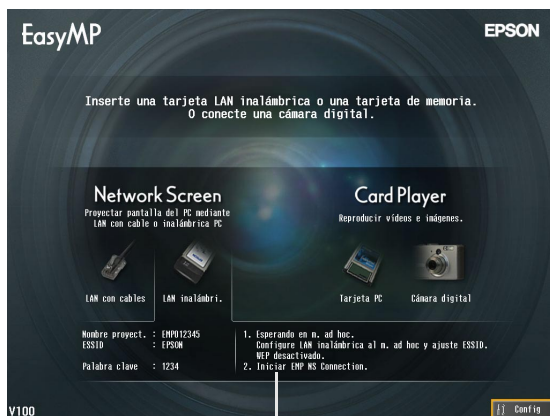 EasyMP
EPSON
Inserte una tarjeta LAN inalámbrica o una tarjeta de memoria.
O conecte una cámara digital.
Network Screen
Proyectar pantalla del PC mediante
LAN con cable o inalámbrica PC
LAN con cables
LAN inalámbri.
Card Player
Reproducir vídeos e imágenes.
Tarjeta PC
Cámara digital
Nombre proyect. : EMP012345
ESSID : EPSON
Palabra clave : 1234
1. Esperando en m. ad hoc.
Configure LAN inalámbrica al m. ad hoc y ajuste ESSID.
WEP desactivado.
2. Iniciar EMP NS Connection.
V100
Config